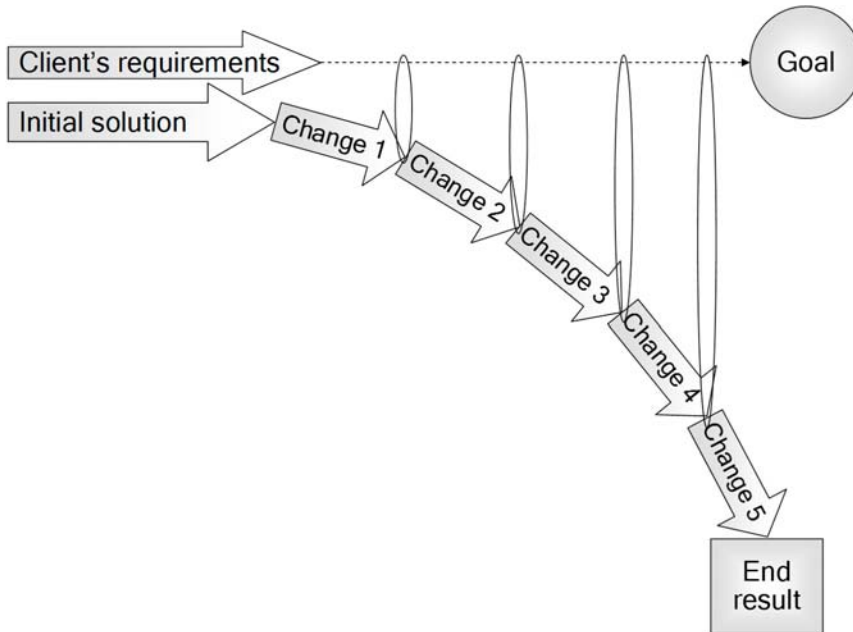 Client's requirements
Goal
Initial solution
Change 1
Change 2
Change 3
Change 4
Change 5
End
result